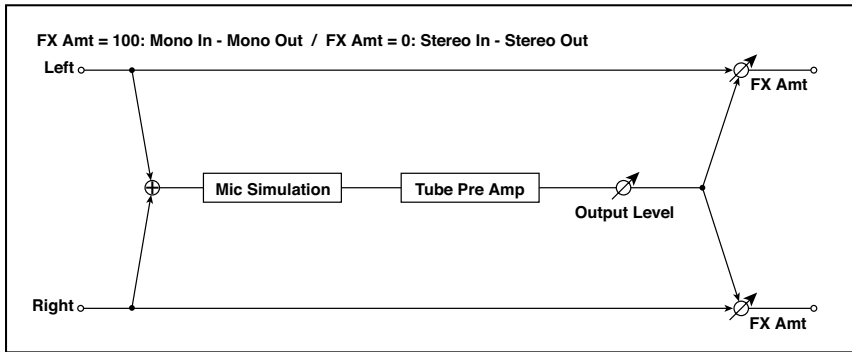 FX Amt = 100: Mono In - Mono Out / FX Amt = 0: Stereo In - Stereo Out
Left
FX Amt
Mic Simulation
Tube Pre Amp
Output Level
Right
FX Amt